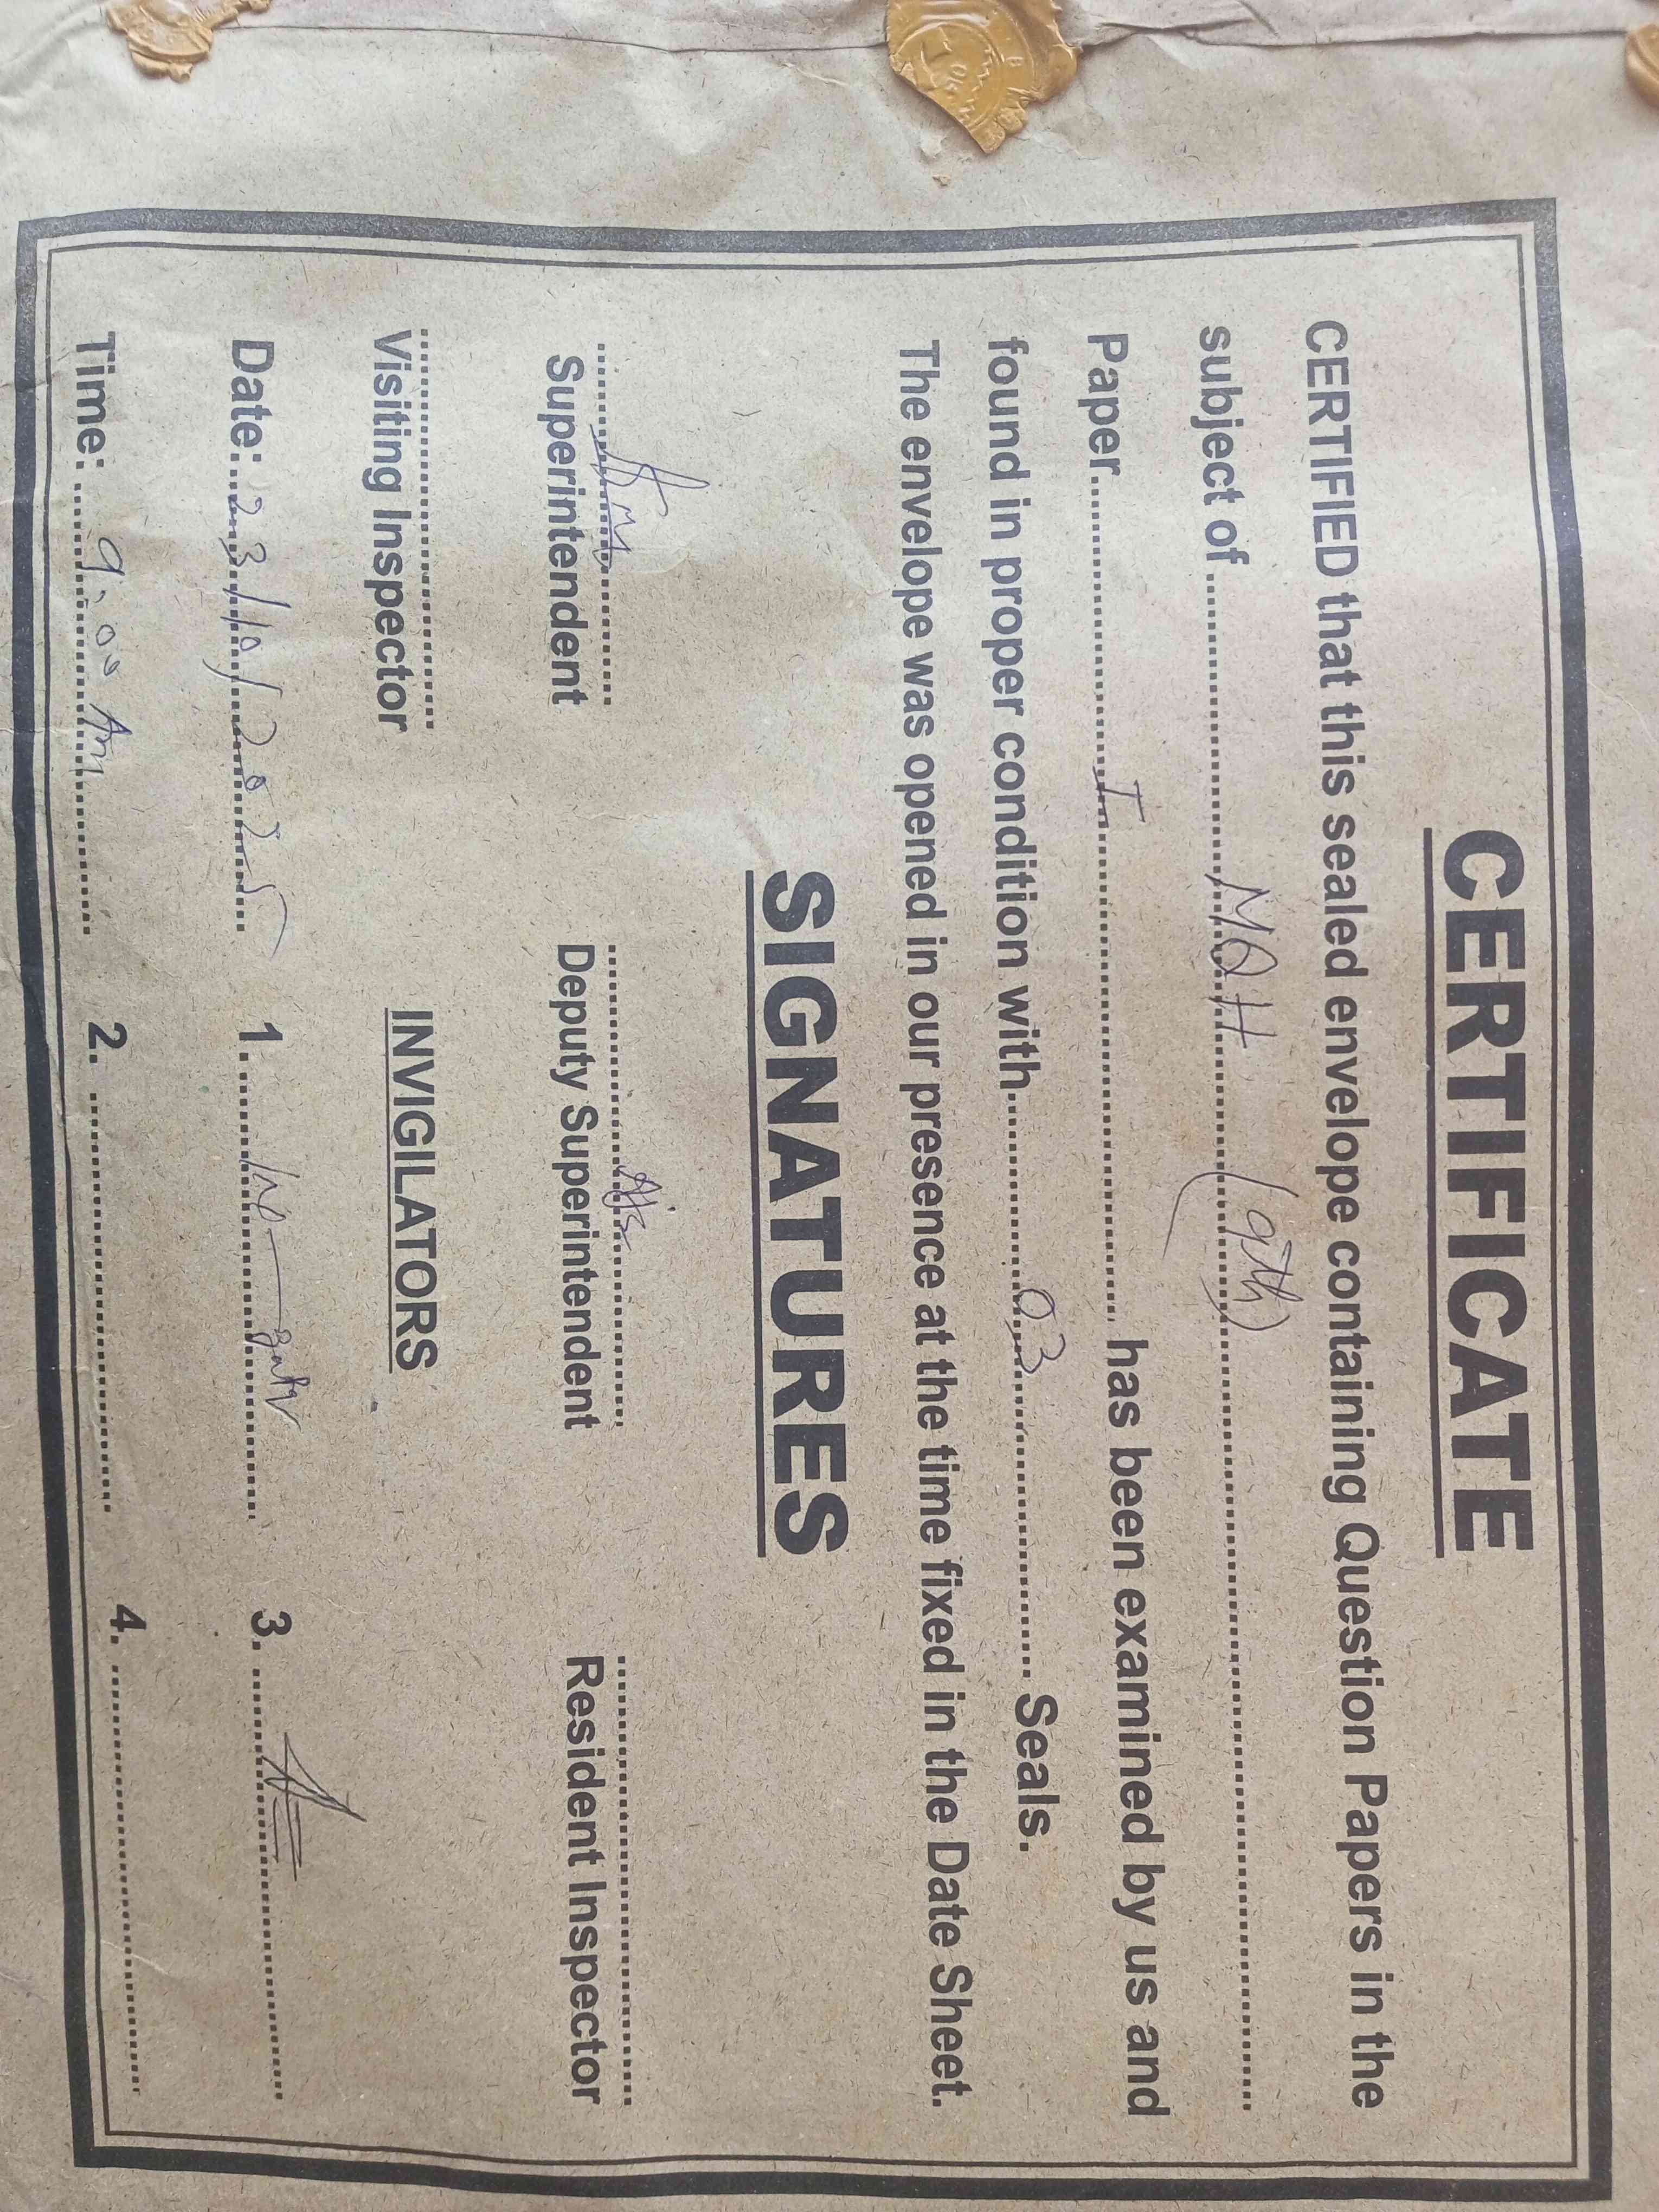 CERTIFICATE
CERTIFIED that this sealed envelope containing Question Papers in the
subject of ........ MQH (9th) ........
Paper ........ I ........ has been examined by us and
found in proper condition with ........ 03 ........ Seals.
The envelope was opened in our presence at the time fixed in the Date Sheet.
SIGNATURES
Superintendent Deputy Superintendent Resident Inspector
Visiting Inspector INVIGILATORS
Date: 23/10/2025 1. ........ 3. ........
Time: 9:00 Am 2. ........ 4. ........